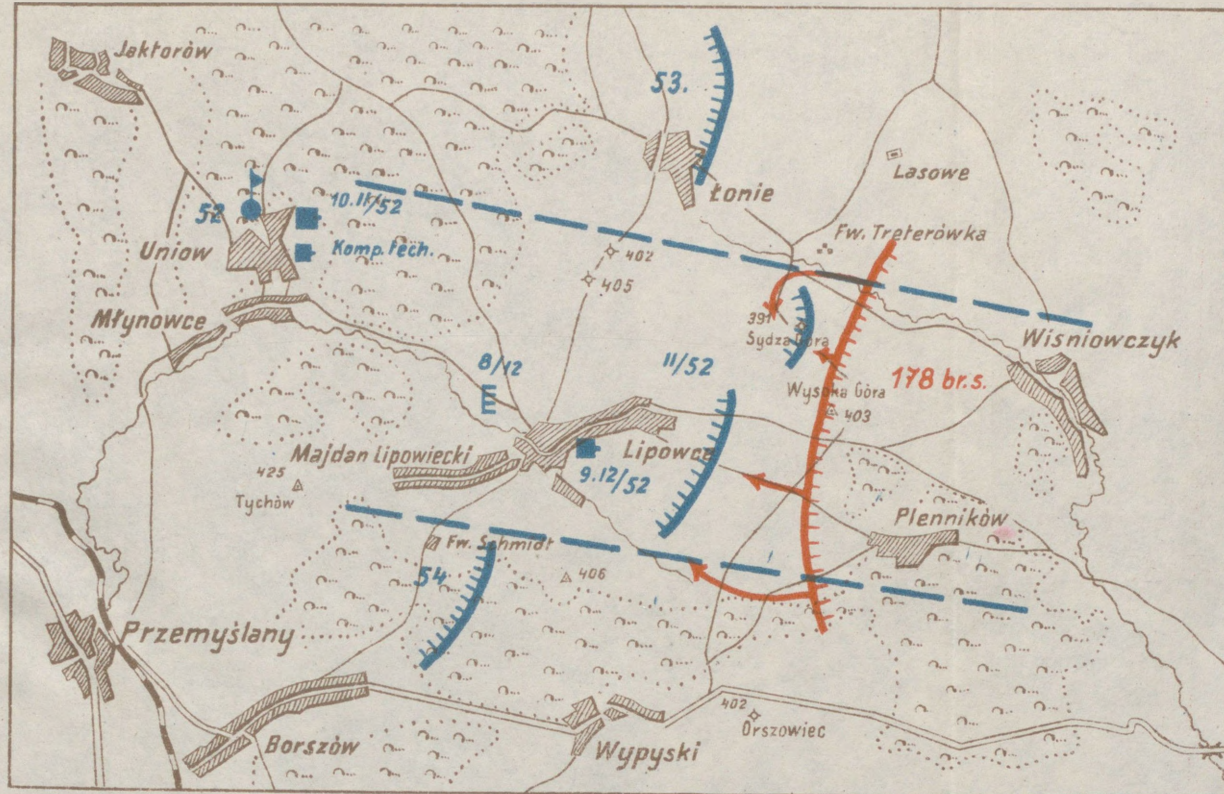 Jaktorów
53.
Łonie
Lasowe
52
10.11/52
Uniow
Komp. tech.
Fw. Treterówka
402
405
Młynowce
391
Sydza Góra
Wiśniowczyk
8/12
11/52
178 br.s.
Wysoka Góra
403
Majdan Lipowiecki
Lipowce
425
Tychów
9.12/52
Plenników
Fw. Schmidt
54
406
Przemyślany
402
Orszowiec
Borszów
Wypyski